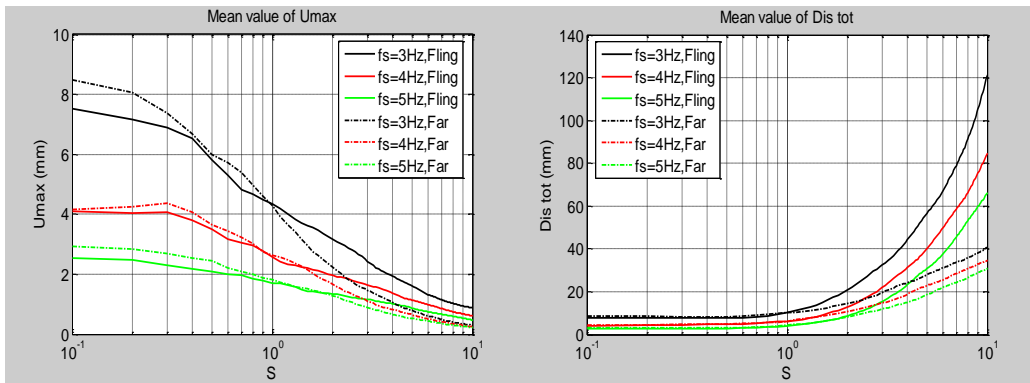 Mean value of Umax
10
8
6
4
2
0
Umax (mm)
10^-1
10^0
10^1
S
fs=3Hz,Fling
fs=4Hz,Fling
fs=5Hz,Fling
fs=3Hz,Far
fs=4Hz,Far
fs=5Hz,Far
Mean value of Dis tot
140
120
100
80
60
40
20
0
Dis tot (mm)
10^-1
10^0
10^1
S
fs=3Hz,Fling
fs=4Hz,Fling
fs=5Hz,Fling
fs=3Hz,Far
fs=4Hz,Far
fs=5Hz,Far